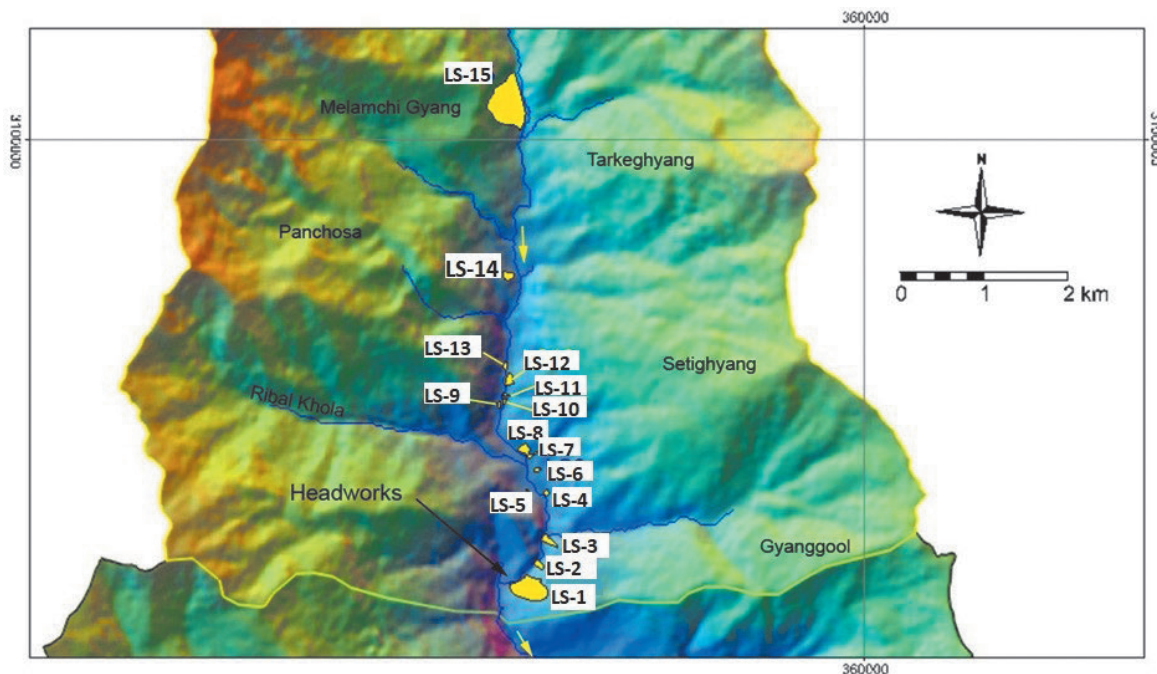 360000
LS-15
Melamchi Gyang
3100000
3100000
Tarkeghyang
N
Panchosa
LS-14
0 1 2 km
LS-13
LS-12
Setighyang
LS-11
LS-9
LS-10
Ribal Khola
LS-8
LS-7
LS-6
Headworks
LS-5
LS-4
LS-3
Gyanggool
LS-2
LS-1
360000